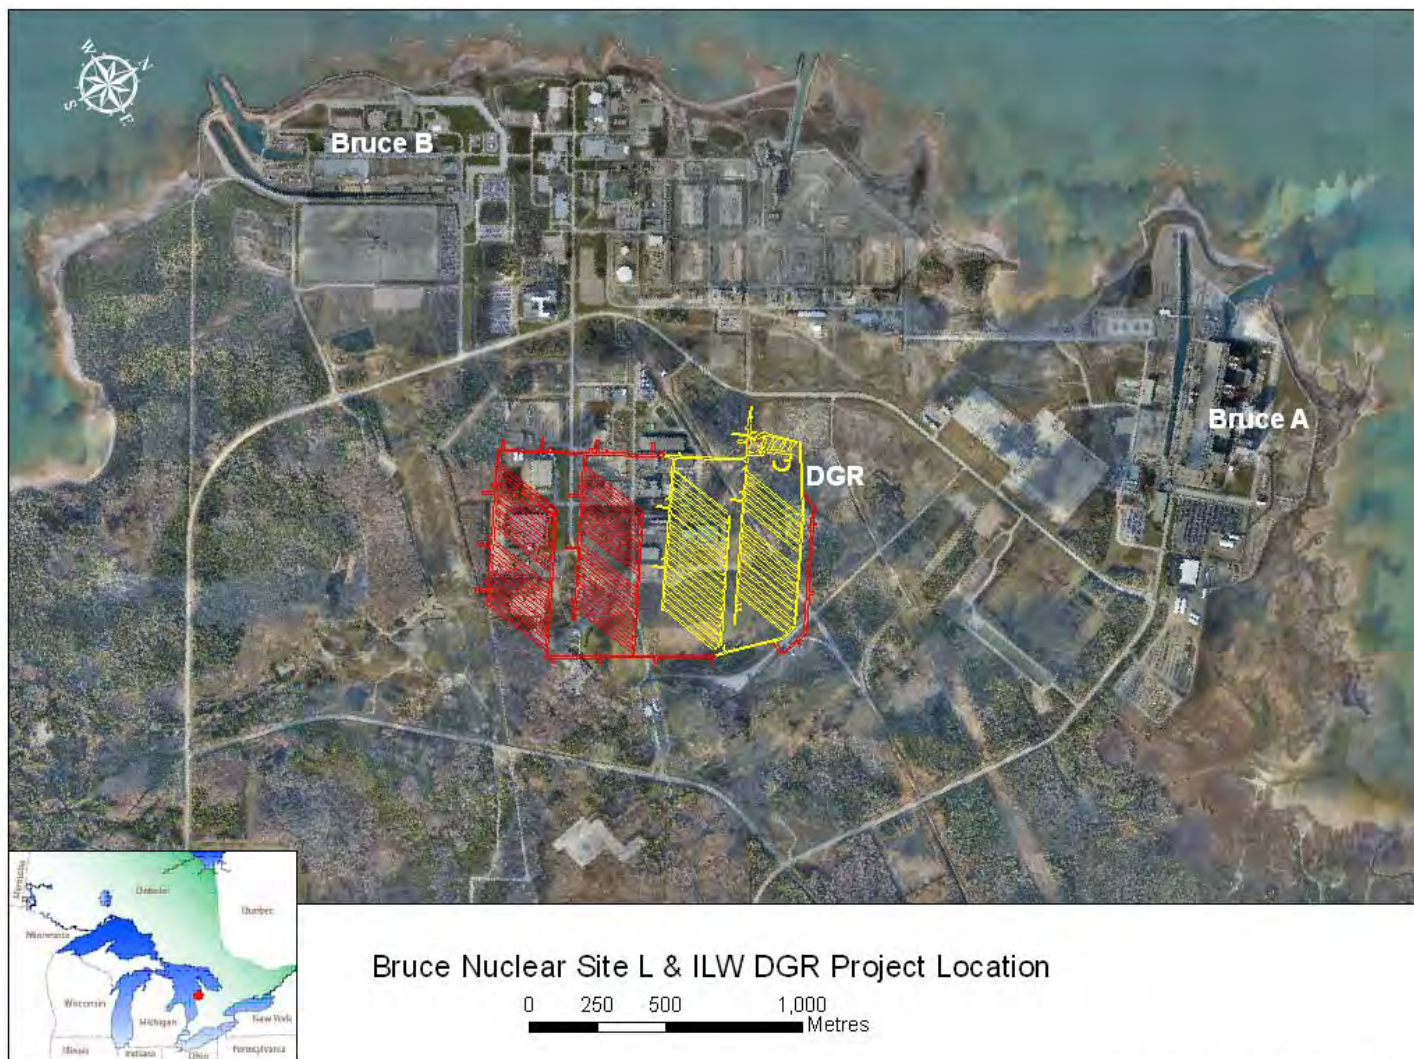 W
N
S
E
Bruce B
Bruce A
DGR
Manitoba
Ontario
Quebec
Minnesota
Wisconsin
Michigan
New York
Illinois
Indiana
Ohio
Pennsylvania
Bruce Nuclear Site L & ILW DGR Project Location
0 250 500 1,000
Metres